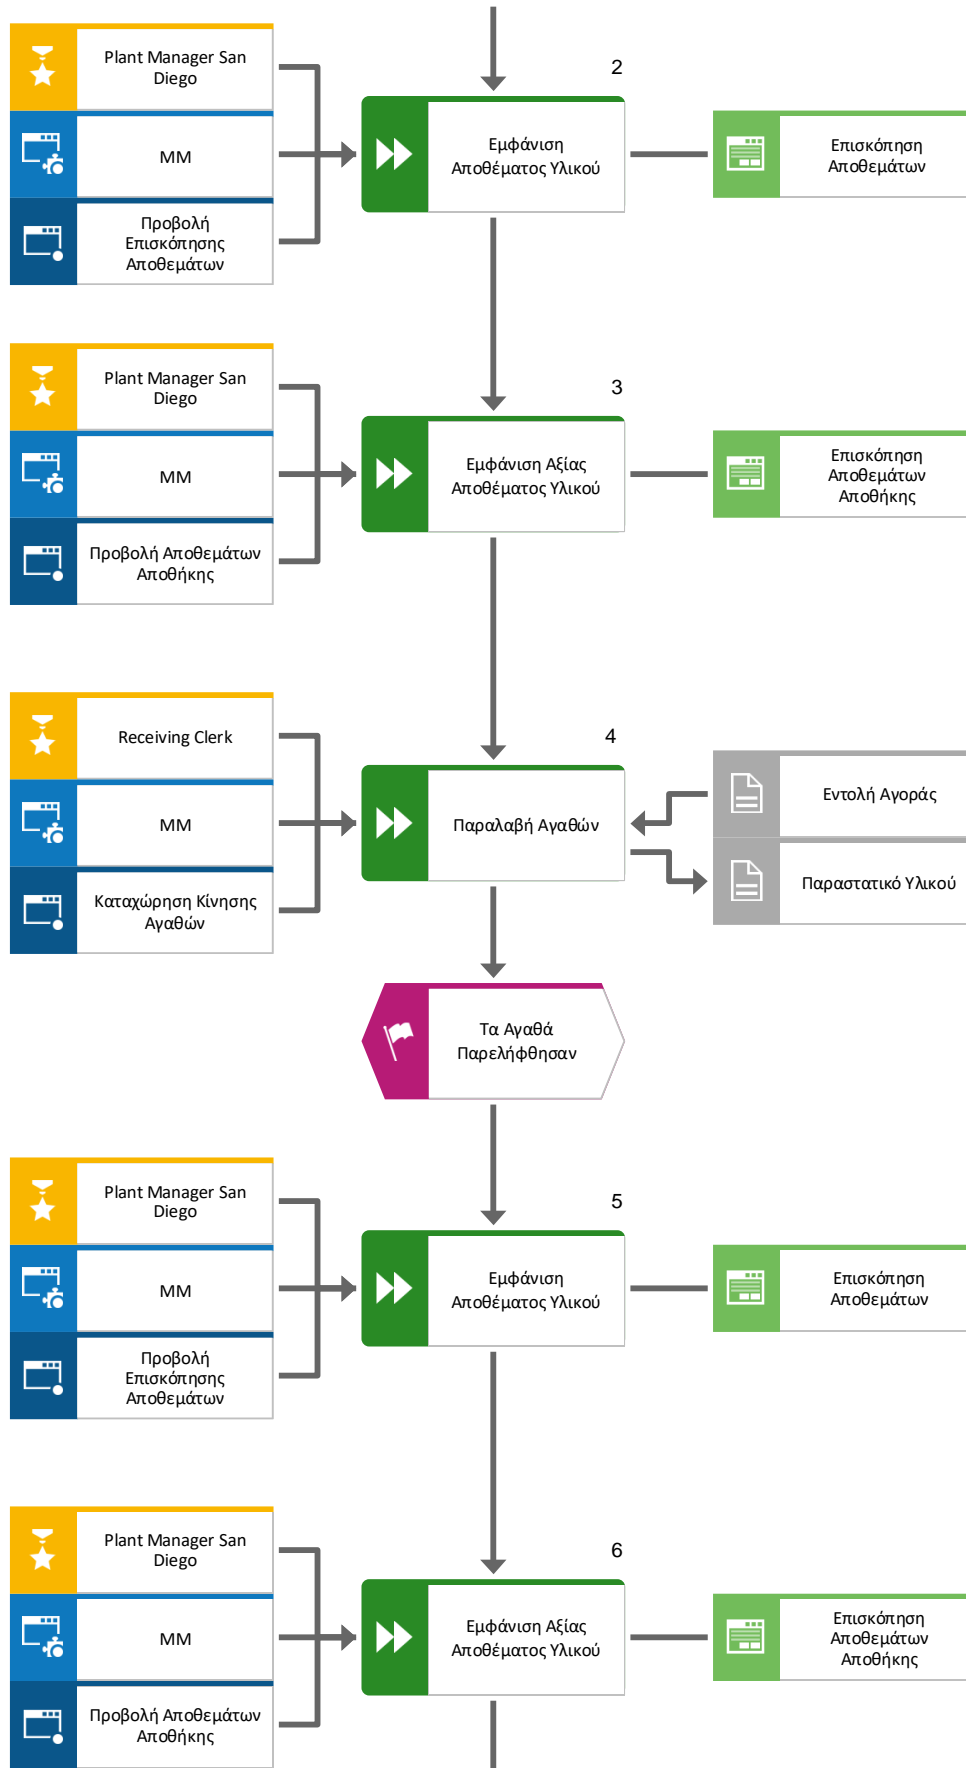 2
Plant Manager San
Diego
MM
Προβολή
Επισκόπησης
Αποθεμάτων
Εμφάνιση
Αποθέματος Υλικού
Επισκόπηση
Αποθεμάτων
3
Plant Manager San
Diego
MM
Προβολή Αποθεμάτων
Αποθήκης
Εμφάνιση Αξίας
Αποθέματος Υλικού
Επισκόπηση
Αποθεμάτων
Αποθήκης
4
Receiving Clerk
MM
Καταχώρηση Κίνησης
Αγαθών
Παραλαβή Αγαθών
Εντολή Αγοράς
Παραστατικό Υλικού
Τα Αγαθά
Παρελήφθησαν
5
Plant Manager San
Diego
MM
Προβολή
Επισκόπησης
Αποθεμάτων
Εμφάνιση
Αποθέματος Υλικού
Επισκόπηση
Αποθεμάτων
6
Plant Manager San
Diego
MM
Προβολή Αποθεμάτων
Αποθήκης
Εμφάνιση Αξίας
Αποθέματος Υλικού
Επισκόπηση
Αποθεμάτων
Αποθήκης